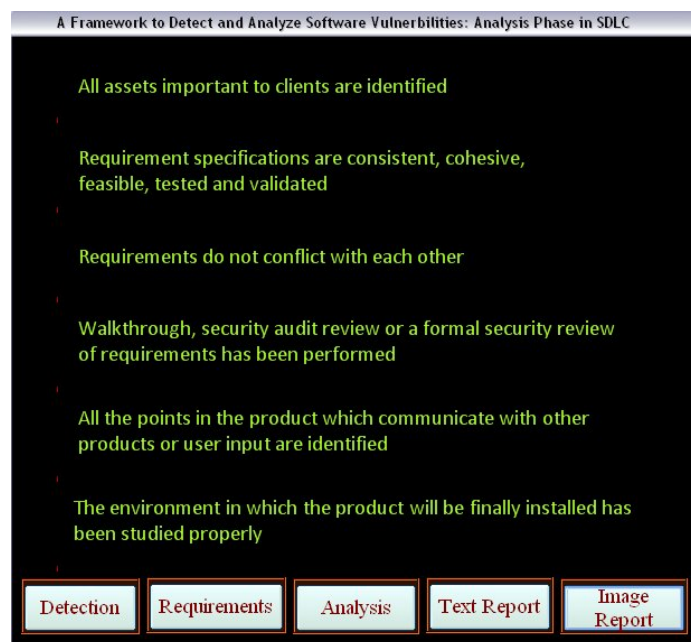 A Framework to Detect and Analyze Software Vulnerbilities: Analysis Phase in SDLC
All assets important to clients are identified
Requirement specifications are consistent, cohesive,
feasible, tested and validated
Requirements do not conflict with each other
Walkthrough, security audit review or a formal security review
of requirements has been performed
All the points in the product which communicate with other
products or user input are identified
The environment in which the product will be finally installed has
been studied properly
Detection
Requirements
Analysis
Text Report
Image
Report